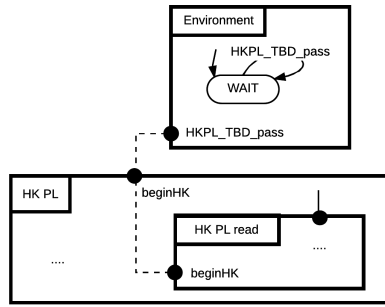 Environment
HKPL_TBD_pass
WAIT
HKPL_TBD_pass
HK PL
beginHK
HK PL read
....
....
beginHK